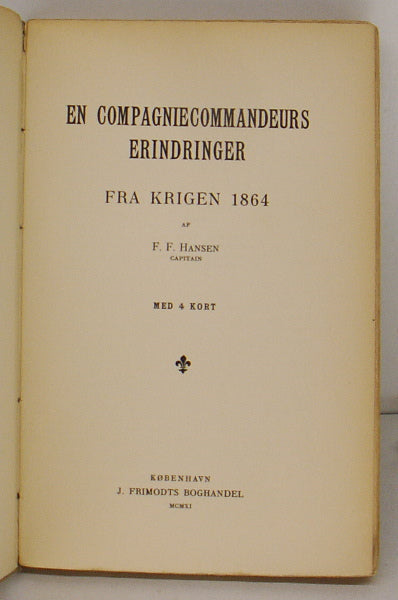 EN COMPAGNIECOMMANDEURS
ERINDRINGER
FRA KRIGEN 1864
AF
F. F. HANSEN
CAPITAIN
MED 4 KORT
KØBENHAVN
J. FRIMODTS BOGHANDEL
MCMXI